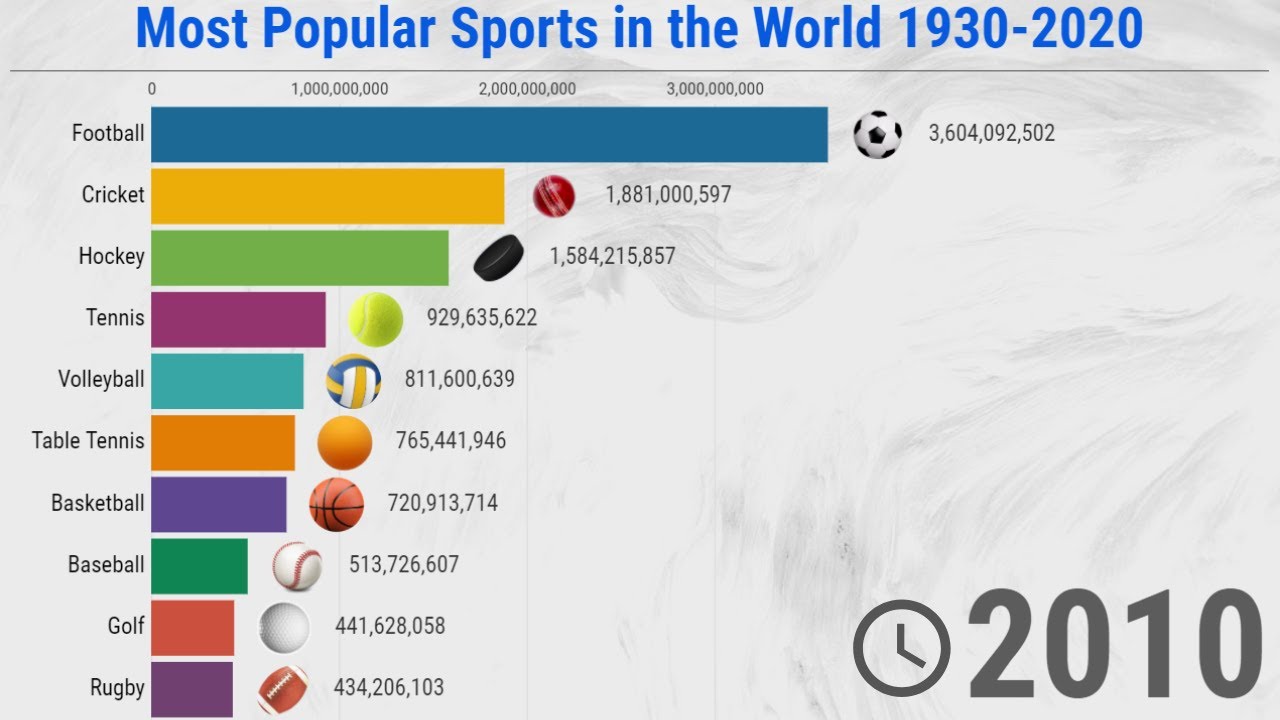 Most Popular Sports in the World 1930-2020
0 1,000,000,000 2,000,000,000 3,000,000,000
Football 3,604,092,502
Cricket 1,881,000,597
Hockey 1,584,215,857
Tennis 929,635,622
Volleyball 811,600,639
Table Tennis 765,441,946
Basketball 720,913,714
Baseball 513,726,607
Golf 441,628,058
Rugby 434,206,103
2010